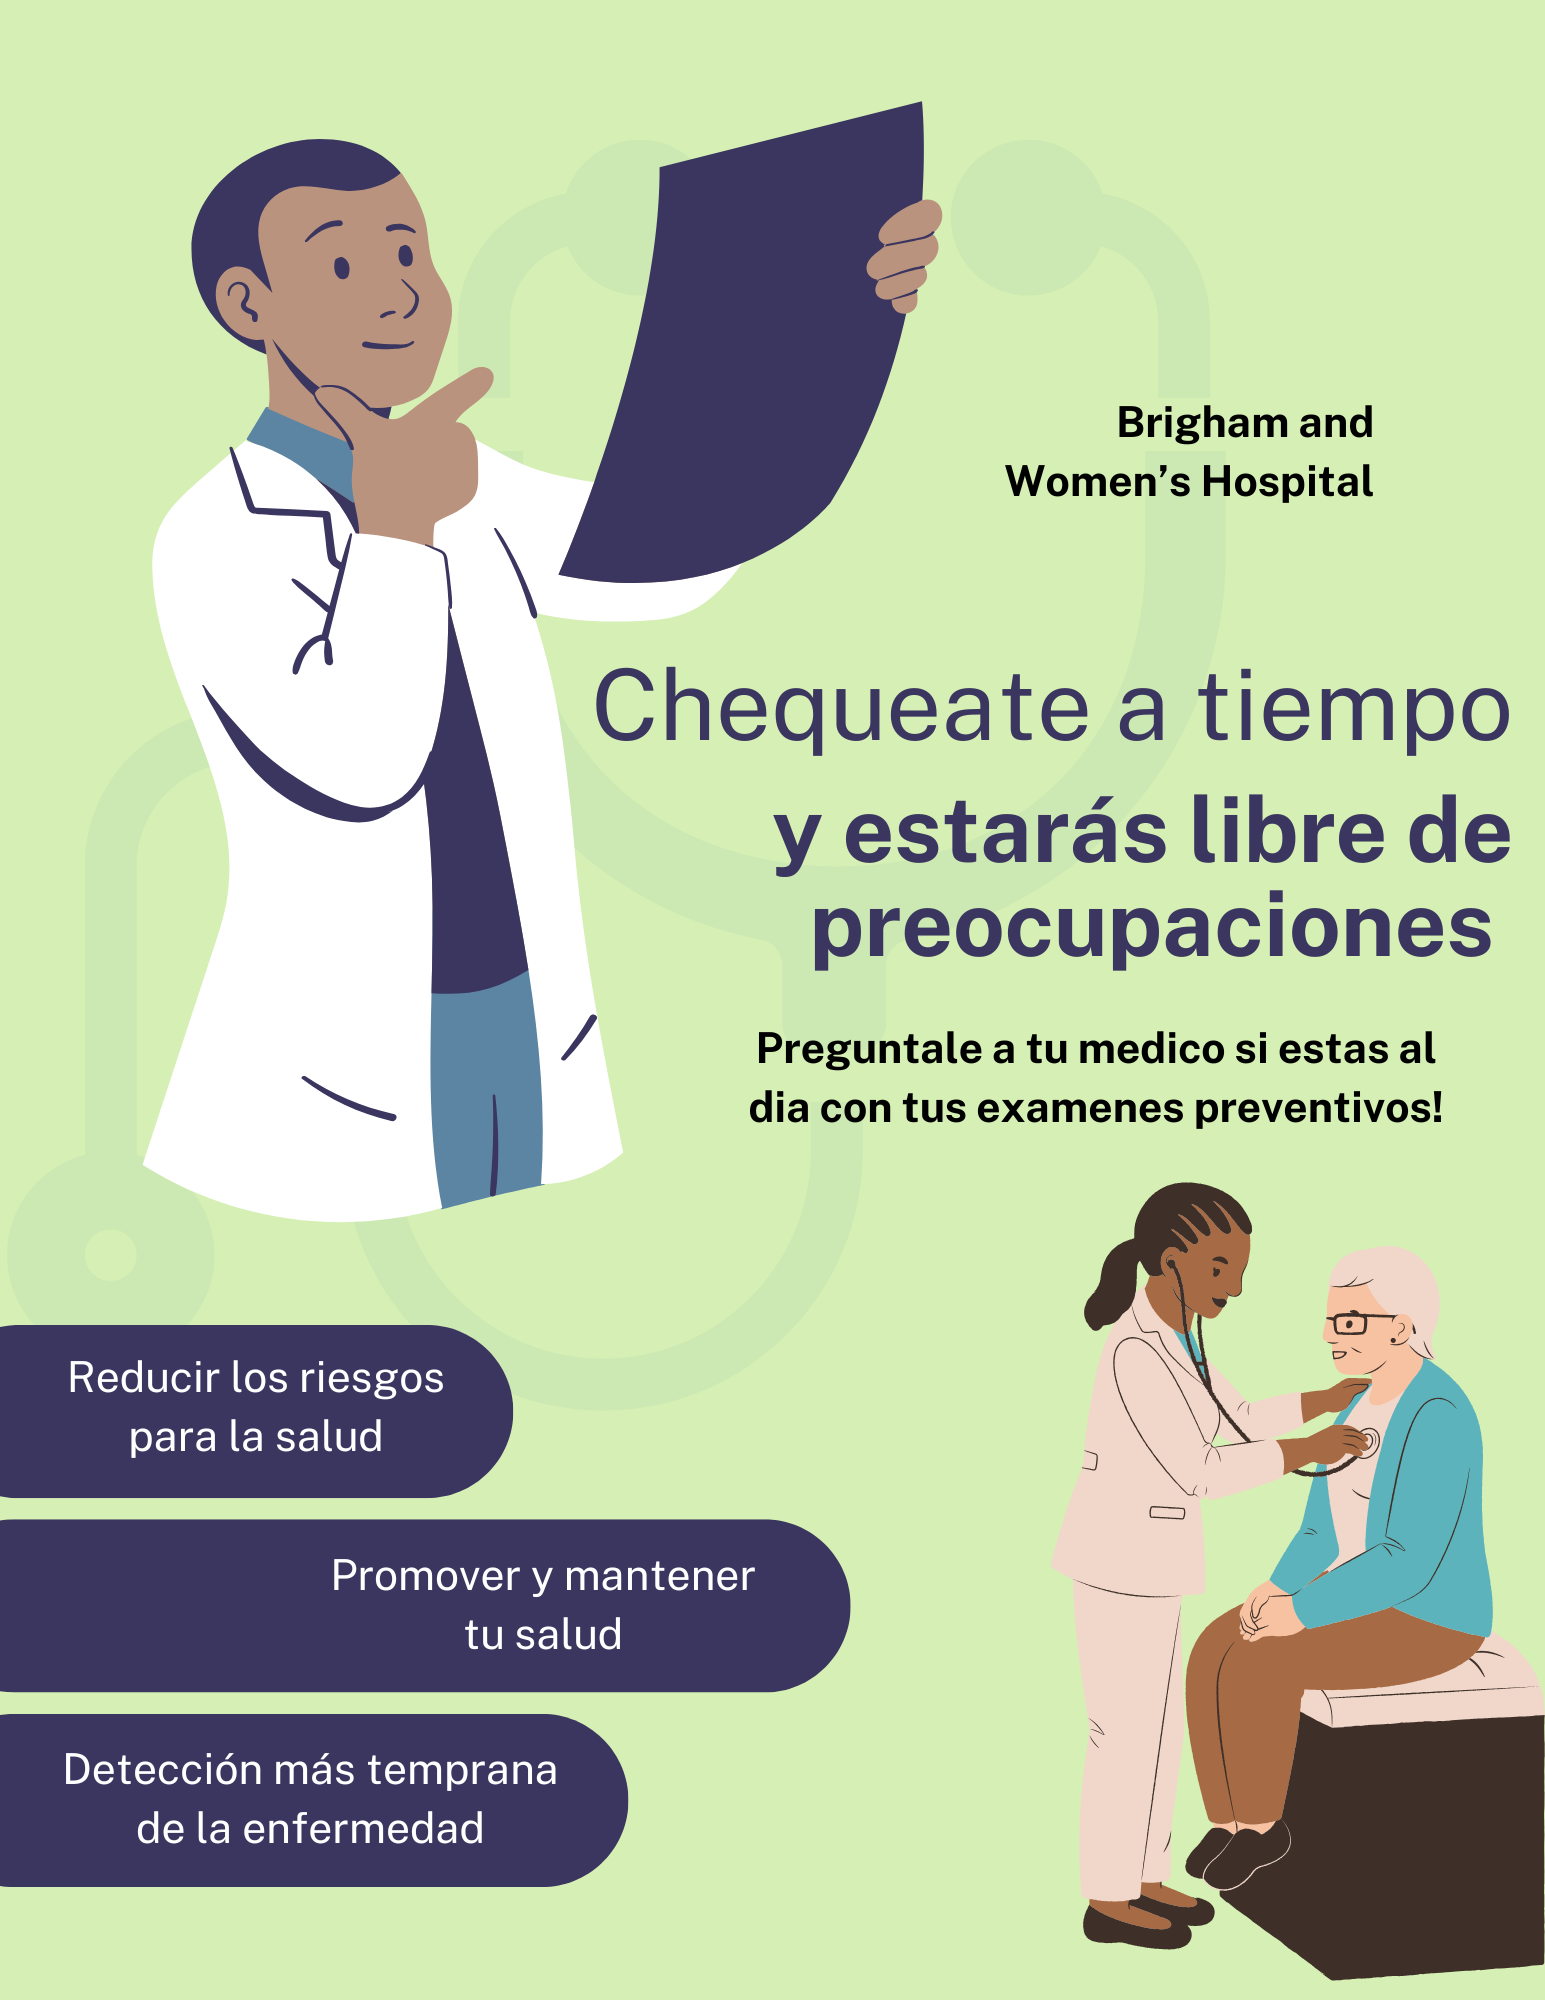 Brigham and
Women’s Hospital
Chequeate a tiempo
y estarás libre de
preocupaciones
Preguntale a tu medico si estas al
dia con tus examenes preventivos!
Reducir los riesgos
para la salud
Promover y mantener
tu salud
Detección más temprana
de la enfermedad